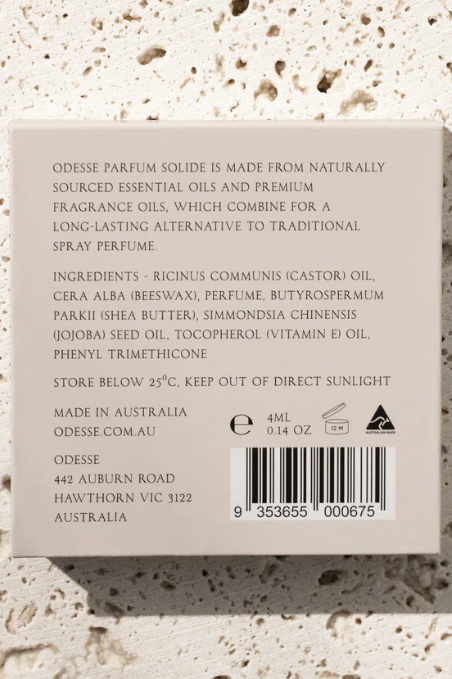 ODESSE PARFUM SOLIDE IS MADE FROM NATURALLY
SOURCED ESSENTIAL OILS AND PREMIUM
FRAGRANCE OILS, WHICH COMBINE FOR A
LONG-LASTING ALTERNATIVE TO TRADITIONAL
SPRAY PERFUME.
INGREDIENTS - RICINUS COMMUNIS (CASTOR) OIL,
CERA ALBA (BEESWAX), PERFUME, BUTYROSPERMUM
PARKII (SHEA BUTTER), SIMMONDSIA CHINENSIS
(JOJOBA) SEED OIL, TOCOPHEROL (VITAMIN E) OIL,
PHENYL TRIMETHICONE
STORE BELOW 25°C, KEEP OUT OF DIRECT SUNLIGHT
MADE IN AUSTRALIA
ODESSE.COM.AU
ODESSE
442 AUBURN ROAD
HAWTHORN VIC 3122
AUSTRALIA
℮
4ML
0.14 OZ
12 M
AUSTRALIAN MADE
9 353655 000675